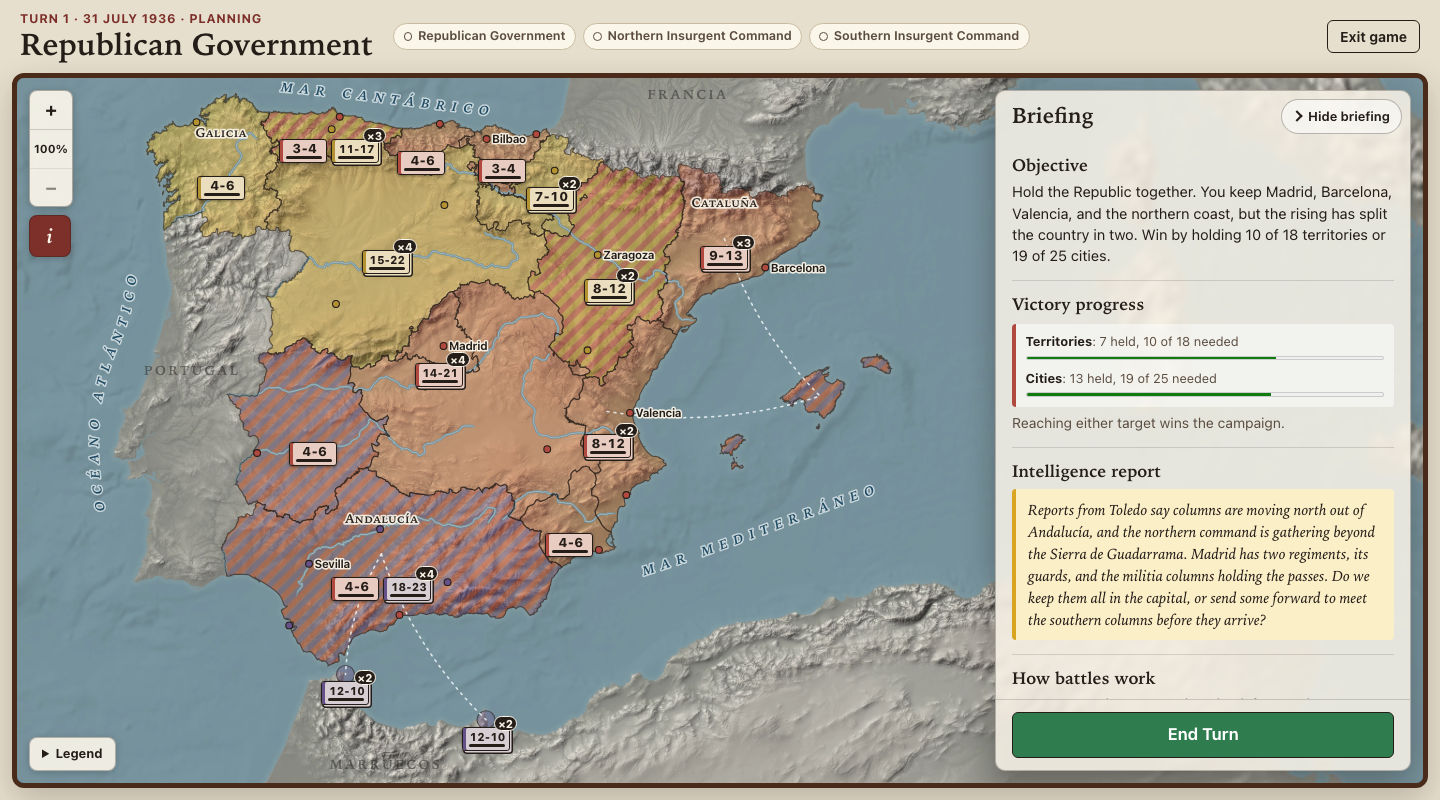 TURN 1 · 31 JULY 1936 · PLANNING
Republican Government
Republican Government
Northern Insurgent Command
Southern Insurgent Command
Exit game
+
100%
−
i
MAR CANTÁBRICO
FRANCIA
GALICIA
Bilbao
×3
3-4
11-17
4-6
3-4
4-6
×2
7-10
CATALUÑA
×4
15-22
Zaragoza
×3
9-13
Barcelona
×2
8-12
OCÉANO ATLÁNTICO
PORTUGAL
Madrid
×4
14-21
Valencia
×2
8-12
4-6
MAR MEDITERRÁNEO
ANDALUCÍA
4-6
Sevilla
×4
4-6
18-23
×2
12-10
×2
12-10
MARRUECOS
Legend
Briefing
Hide briefing
Objective
Hold the Republic together. You keep Madrid, Barcelona,
Valencia, and the northern coast, but the rising has split
the country in two. Win by holding 10 of 18 territories or
19 of 25 cities.
Victory progress
Territories: 7 held, 10 of 18 needed
Cities: 13 held, 19 of 25 needed
Reaching either target wins the campaign.
Intelligence report
Reports from Toledo say columns are moving north out of
Andalucía, and the northern command is gathering beyond
the Sierra de Guadarrama. Madrid has two regiments, its
guards, and the militia columns holding the passes. Do we
keep them all in the capital, or send some forward to meet
the southern columns before they arrive?
How battles work
End Turn